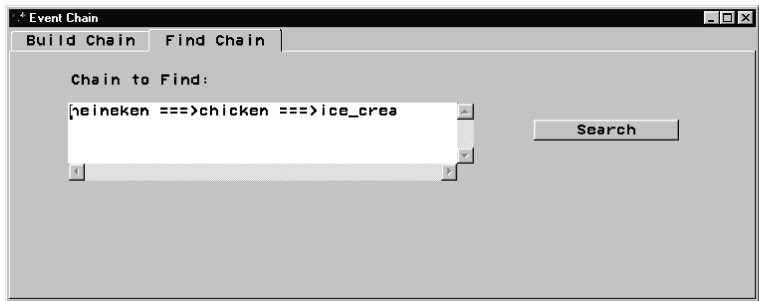 Event Chain
Build Chain Find Chain
Chain to Find:
heineken ===>chicken ===>ice_crea
Search